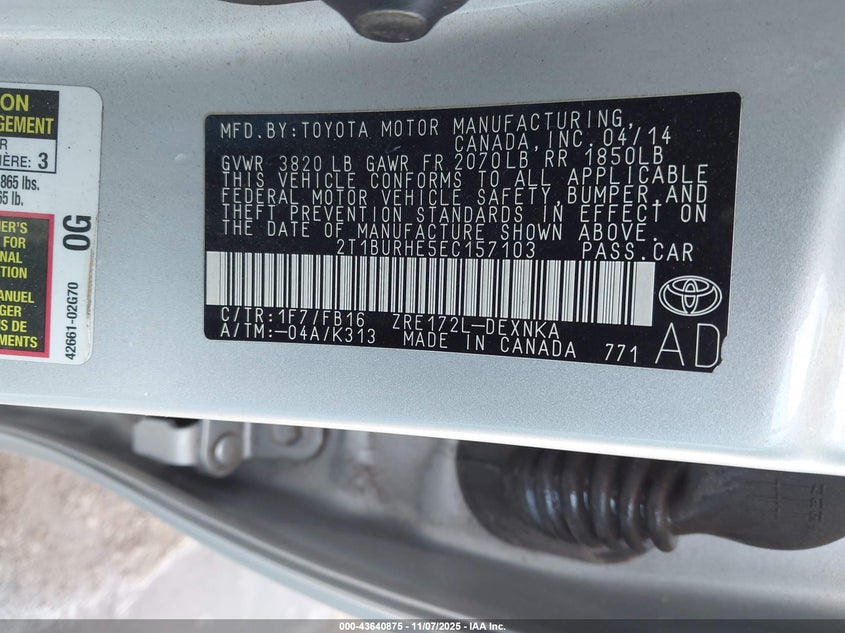 ON
GEMENT
R
IÈRE: 3
865 lbs.
65 lb.
ER'S
FOR
NAL
TION
ANUEL
GER
EMENTS
0G
42661-02G70
MFD.BY:TOYOTA MOTOR MANUFACTURING,
CANADA,INC. 04/14
GVWR 3820 LB GAWR FR 2070LB RR 1850LB
THIS VEHICLE CONFORMS TO ALL APPLICABLE
FEDERAL MOTOR VEHICLE SAFETY,BUMPER,AND
THEFT PREVENTION STANDARDS IN EFFECT ON
THE DATE OF MANUFACTURE SHOWN ABOVE.
2T1BURHE5EC157103 PASS.CAR
C/TR:1F7/FB16 ZRE172L-DEXNKA
A/TM:-04A/K313 MADE IN CANADA 771
AD
000-43640875 - 11/07/2025 - IAA, Inc.